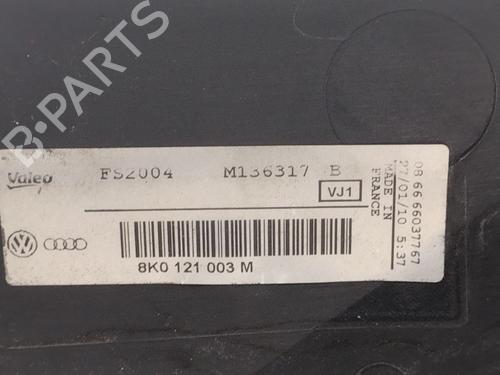 B-PARTS
Valeo FS2004 M136317 B
VJ1
8K0 121 003 M
08 66 66037767
27/01/10 5:37
MADE IN
FRANCE